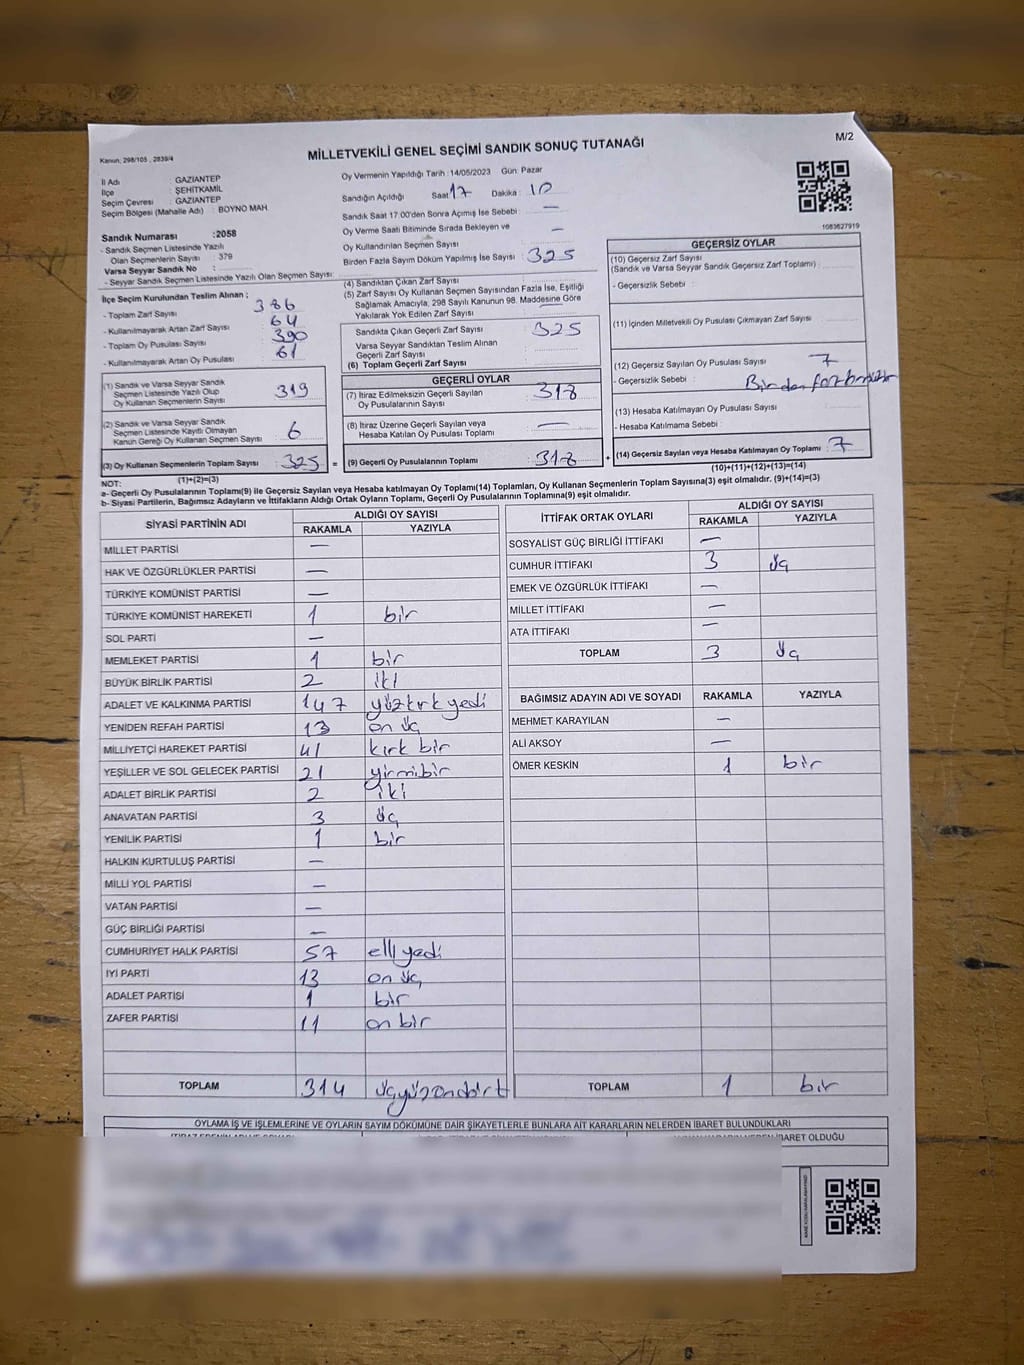 M/2
Kanun; 298/105 , 2839/4
MİLLETVEKİLİ GENEL SEÇİMİ SANDIK SONUÇ TUTANAĞI
İl Adı : GAZİANTEP
İlçe : ŞEHİTKAMİL
Seçim Çevresi : GAZİANTEP
Seçim Bölgesi (Mahalle Adı) : BOYNO MAH.
Sandık Numarası :2058
- Sandık Seçmen Listesinde Yazılı
Olan Seçmenlerin Sayısı : 379
Varsa Seyyar Sandık No :
- Seyyar Sandık Seçmen Listesinde Yazılı Olan Seçmen Sayısı:
Oy Vermenin Yapıldığı Tarih :14/05/2023 Gün: Pazar
Sandığın Açıldığı Saat: 17 Dakika : 10
Sandık Saat 17:00'den Sonra Açımış İse Sebebi : —
Oy Verme Saati Bitiminde Sırada Bekleyen ve
Oy Kullandırılan Seçmen Sayısı —
Birden Fazla Sayım Döküm Yapılmış İse Sayısı : 325
(4) Sandıktan Çıkan Zarf Sayısı
(5) Zarf Sayısı Oy Kullanan Seçmen Sayısından Fazla İse, Eşitliği
Sağlamak Amacıyla, 298 Sayılı Kanunun 98. Maddesine Göre
Yakılarak Yok Edilen Zarf Sayısı : —
1083627919
İlçe Seçim Kurulundan Teslim Alınan ;
- Toplam Zarf Sayısı : 386
- Kullanılmayarak Artan Zarf Sayısı : 64
- Toplam Oy Pusulası Sayısı : 390
- Kullanılmayarak Artan Oy Pusulası : 61
(1) Sandık ve Varsa Seyyar Sandık
Seçmen Listesinde Yazılı Olup
Oy Kullanan Seçmenlerin Sayısı : 319
(2) Sandık ve Varsa Seyyar Sandık
Seçmen Listesinde Kayıtlı Olmayan
Kanun Gereği Oy Kullanan Seçmen Sayısı : 6
(3) Oy Kullanan Seçmenlerin Toplam Sayısı : 325
(1)+(2)=(3)
Sandıkta Çıkan Geçerli Zarf Sayısı : 325
Varsa Seyyar Sandıktan Teslim Alınan
Geçerli Zarf Sayısı :
(6) Toplam Geçerli Zarf Sayısı :
GEÇERLİ OYLAR
(7) İtiraz Edilmeksizin Geçerli Sayılan
Oy Pusulalarının Sayısı : 318
(8) İtiraz Üzerine Geçerli Sayılan veya
Hesaba Katılan Oy Pusulası Toplamı : —
= (9) Geçerli Oy Pusulalarının Toplamı : 318
GEÇERSİZ OYLAR
(10) Geçersiz Zarf Sayısı
(Sandık ve Varsa Seyyar Sandık Geçersiz Zarf Toplamı) :
- Geçersizlik Sebebi :
(11) İçinden Milletvekili Oy Pusulası Çıkmayan Zarf Sayısı :
(12) Geçersiz Sayılan Oy Pusulası Sayısı : 7
- Geçersizlik Sebebi : Birden fazla
(13) Hesaba Katılmayan Oy Pusulası Sayısı :
- Hesaba Katılmama Sebebi :
+ (14) Geçersiz Sayılan veya Hesaba Katılmayan Oy Toplamı : 7
(10)+(11)+(12)+(13)=(14)
NOT:
a- Geçerli Oy Pusulalarının Toplamı(9) ile Geçersiz Sayılan veya Hesaba Katılmayan Oy Toplamı(14) Toplamları, Oy Kullanan Seçmenlerin Toplam Sayısına(3) eşit olmalıdır. (9)+(14)=(3)
b- Siyasi Partilerin, Bağımsız Adayların ve İttifakların Aldığı Ortak Oyların Toplamı, Geçerli Oy Pusulalarının Toplamına(9) eşit olmalıdır.
SİYASİ PARTİNİN ADI ALDIĞI OY SAYISI
RAKAMLA YAZIYLA
MİLLET PARTİSİ —
HAK VE ÖZGÜRLÜKLER PARTİSİ —
TÜRKİYE KOMÜNİST PARTİSİ —
TÜRKİYE KOMÜNİST HAREKETİ 1 bir
SOL PARTİ —
MEMLEKET PARTİSİ 1 bir
BÜYÜK BİRLİK PARTİSİ 2 iki
ADALET VE KALKINMA PARTİSİ 147 yüzkırkyedi
YENİDEN REFAH PARTİSİ 13 on üç
MİLLİYETÇİ HAREKET PARTİSİ 41 kırk bir
YEŞİLLER VE SOL GELECEK PARTİSİ 21 yirmibir
ADALET BİRLİK PARTİSİ 2 iki
ANAVATAN PARTİSİ 3 üç
YENİLİK PARTİSİ 1 bir
HALKIN KURTULUŞ PARTİSİ —
MİLLİ YOL PARTİSİ —
VATAN PARTİSİ —
GÜÇ BİRLİĞİ PARTİSİ —
CUMHURİYET HALK PARTİSİ 57 elli yedi
İYİ PARTİ 13 on üç
ADALET PARTİSİ 1 bir
ZAFER PARTİSİ 11 on bir
TOPLAM 314 üçyüzondört
İTTİFAK ORTAK OYLARI ALDIĞI OY SAYISI
RAKAMLA YAZIYLA
SOSYALİST GÜÇ BİRLİĞİ İTTİFAKI —
CUMHUR İTTİFAKI 3 üç
EMEK VE ÖZGÜRLÜK İTTİFAKI —
MİLLET İTTİFAKI —
ATA İTTİFAKI —
TOPLAM 3 üç
BAĞIMSIZ ADAYIN ADI VE SOYADI RAKAMLA YAZIYLA
MEHMET KARAYILAN —
ALİ AKSOY —
ÖMER KESKİN 1 bir
TOPLAM 1 bir
OYLAMA İŞ VE İŞLEMLERİNE VE OYLARIN SAYIM DÖKÜMÜNE DAİR ŞİKAYETLERLE BUNLARA AİT KARARLARIN NELERDEN İBARET BULUNDUKLARI
İBARET OLDUĞU